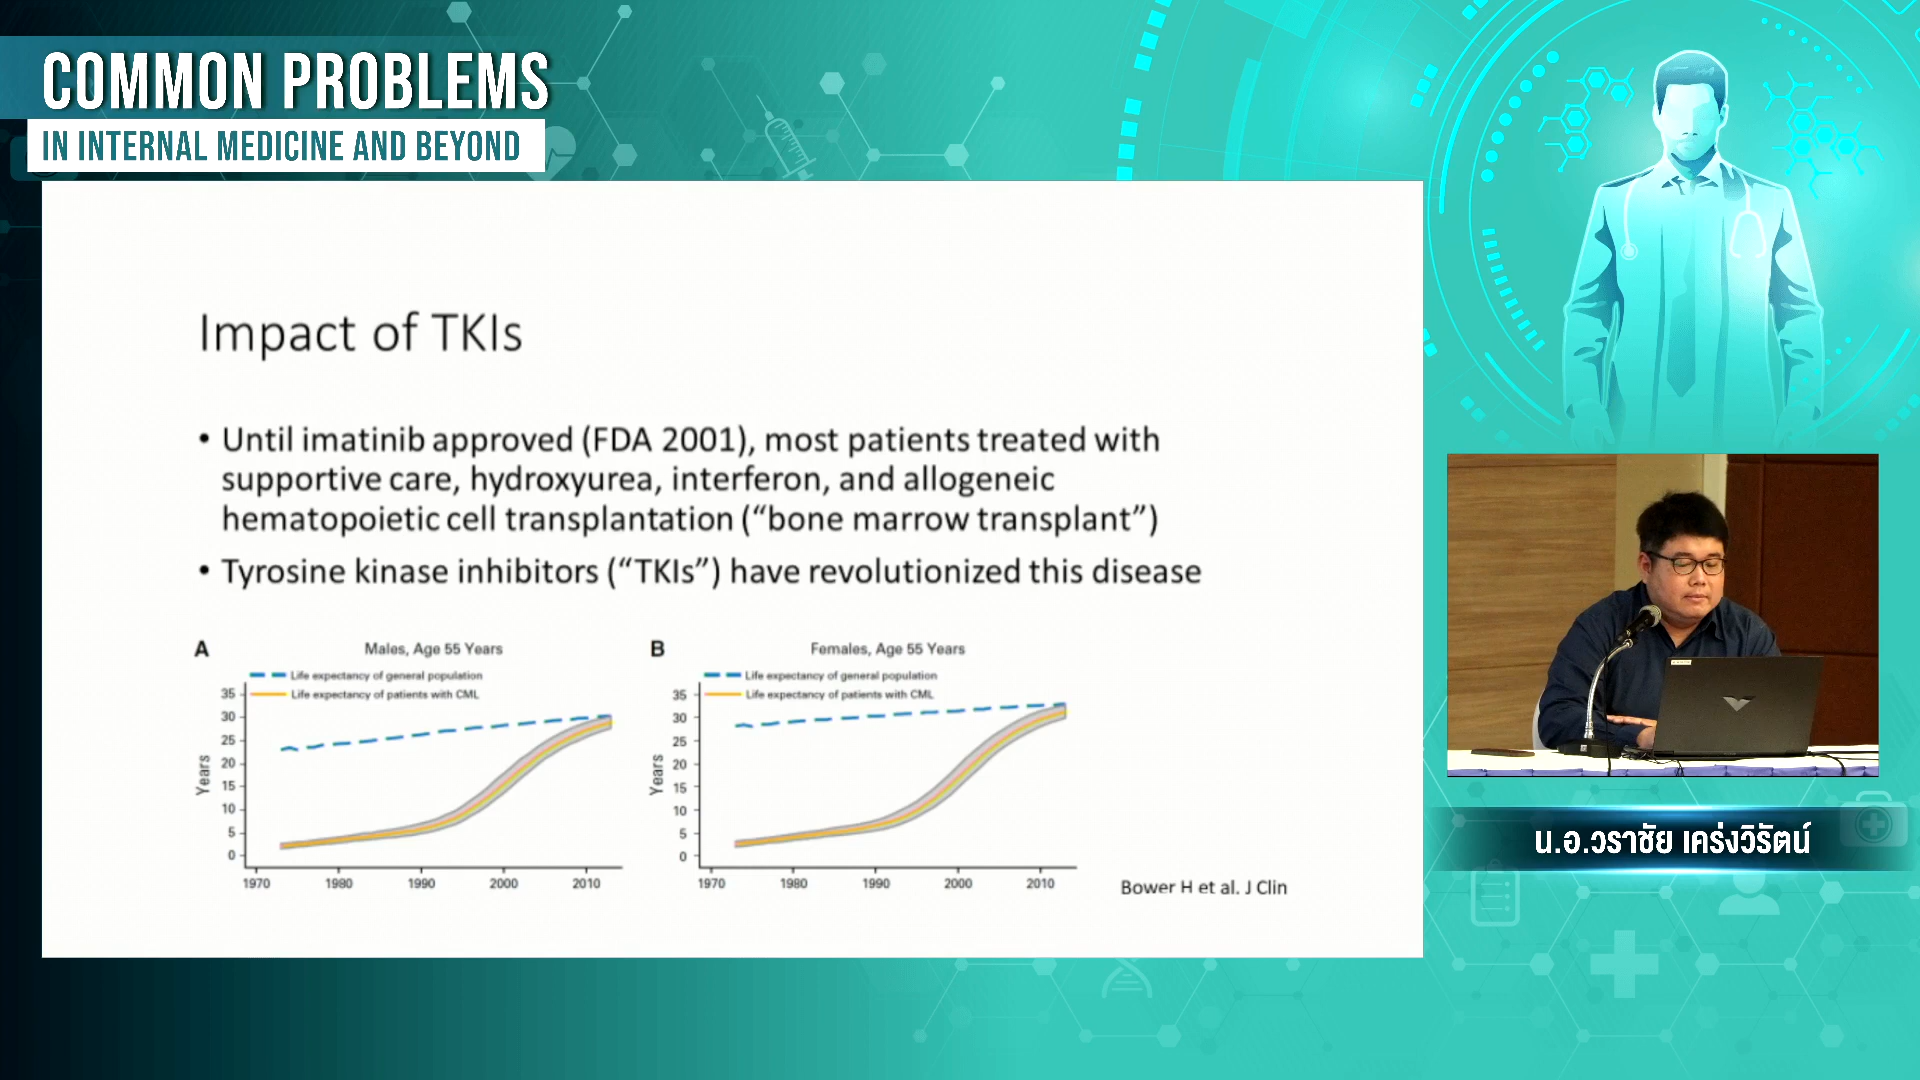 COMMON PROBLEMS
IN INTERNAL MEDICINE AND BEYOND
Impact of TKIs
• Until imatinib approved (FDA 2001), most patients treated with
supportive care, hydroxyurea, interferon, and allogeneic
hematopoietic cell transplantation (“bone marrow transplant”)
• Tyrosine kinase inhibitors (“TKIs”) have revolutionized this disease
A
Males, Age 55 Years
Life expectancy of general population
Life expectancy of patients with CML
Years
35
30
25
20
15
10
5
0
1970 1980 1990 2000 2010
B
Females, Age 55 Years
Life expectancy of general population
Life expectancy of patients with CML
Years
35
30
25
20
15
10
5
0
1970 1980 1990 2000 2010
Bower H et al. J Clin
น.อ.วราชัย เคร่งวิรัตน์